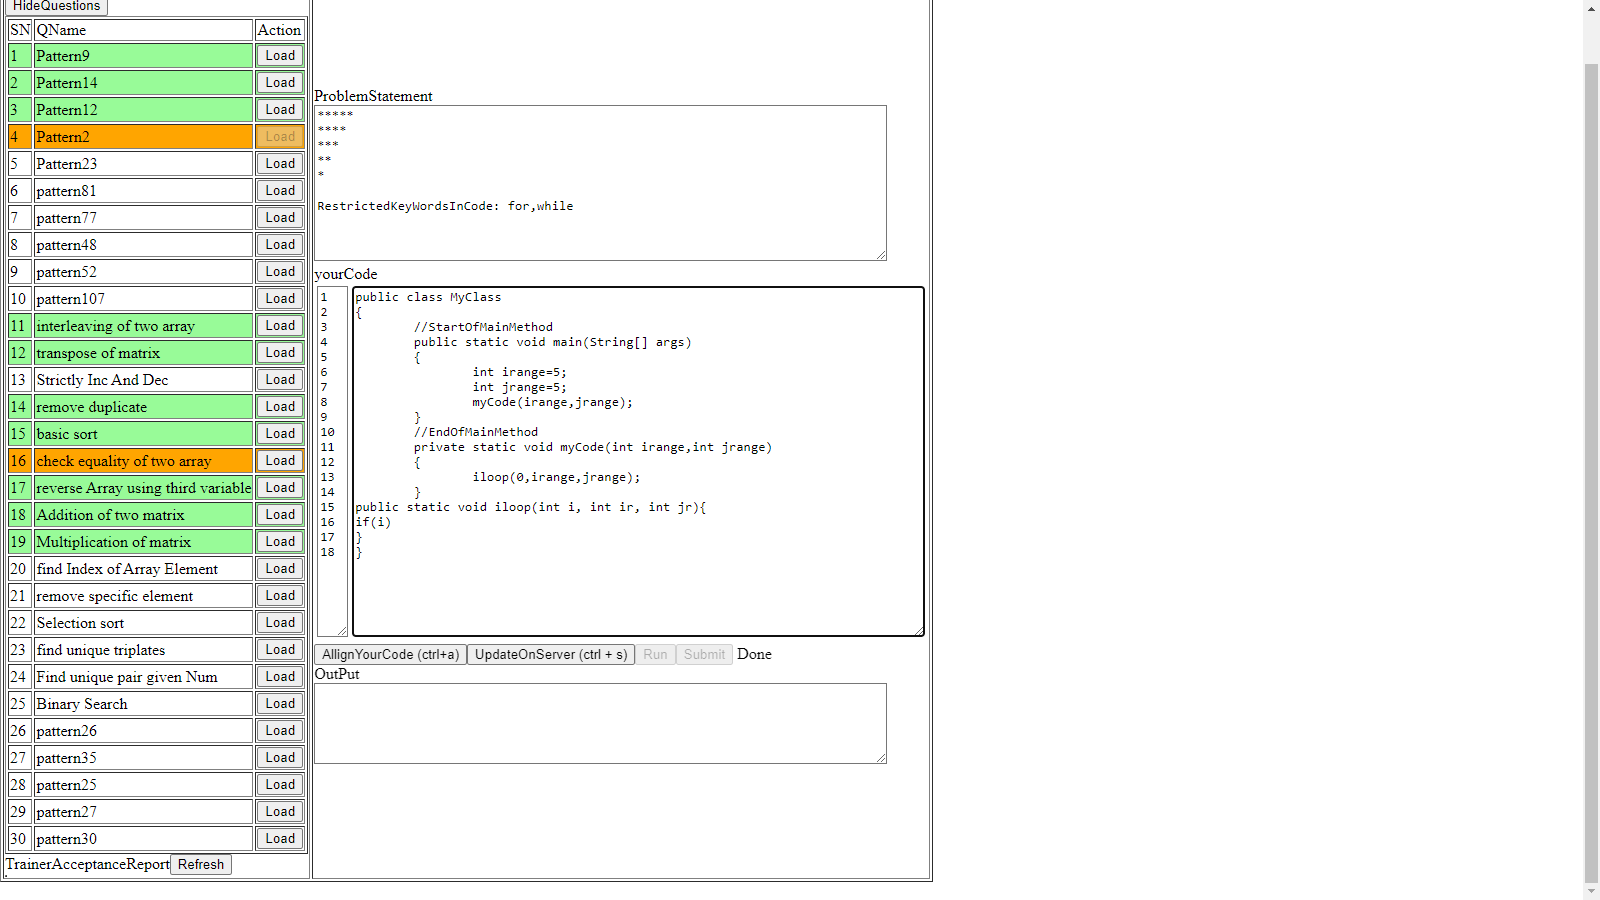 HideQuestions
SN QName Action
1 Pattern9 Load
2 Pattern14 Load
3 Pattern12 Load
4 Pattern2 Load
5 Pattern23 Load
6 pattern81 Load
7 pattern77 Load
8 pattern48 Load
9 pattern52 Load
10 pattern107 Load
11 interleaving of two array Load
12 transpose of matrix Load
13 Strictly Inc And Dec Load
14 remove duplicate Load
15 basic sort Load
16 check equality of two array Load
17 reverse Array using third variable Load
18 Addition of two matrix Load
19 Multiplication of matrix Load
20 find Index of Array Element Load
21 remove specific element Load
22 Selection sort Load
23 find unique triplates Load
24 Find unique pair given Num Load
25 Binary Search Load
26 pattern26 Load
27 pattern35 Load
28 pattern25 Load
29 pattern27 Load
30 pattern30 Load
TrainerAcceptanceReport Refresh
ProblemStatement
*****
****
***
**
*
RestrictedKeyWordsInCode: for,while
yourCode
1 public class MyClass
2 {
3 //StartOfMainMethod
4 public static void main(String[] args)
5 {
6 int irange=5;
7 int jrange=5;
8 myCode(irange,jrange);
9 }
10 //EndOfMainMethod
11 private static void myCode(int irange,int jrange)
12 {
13 iloop(0,irange,jrange);
14 }
15 public static void iloop(int i, int ir, int jr){
16 if(i)
17 }
18 }
AllignYourCode (ctrl+a) UpdateOnServer (ctrl + s) Run Submit Done
OutPut